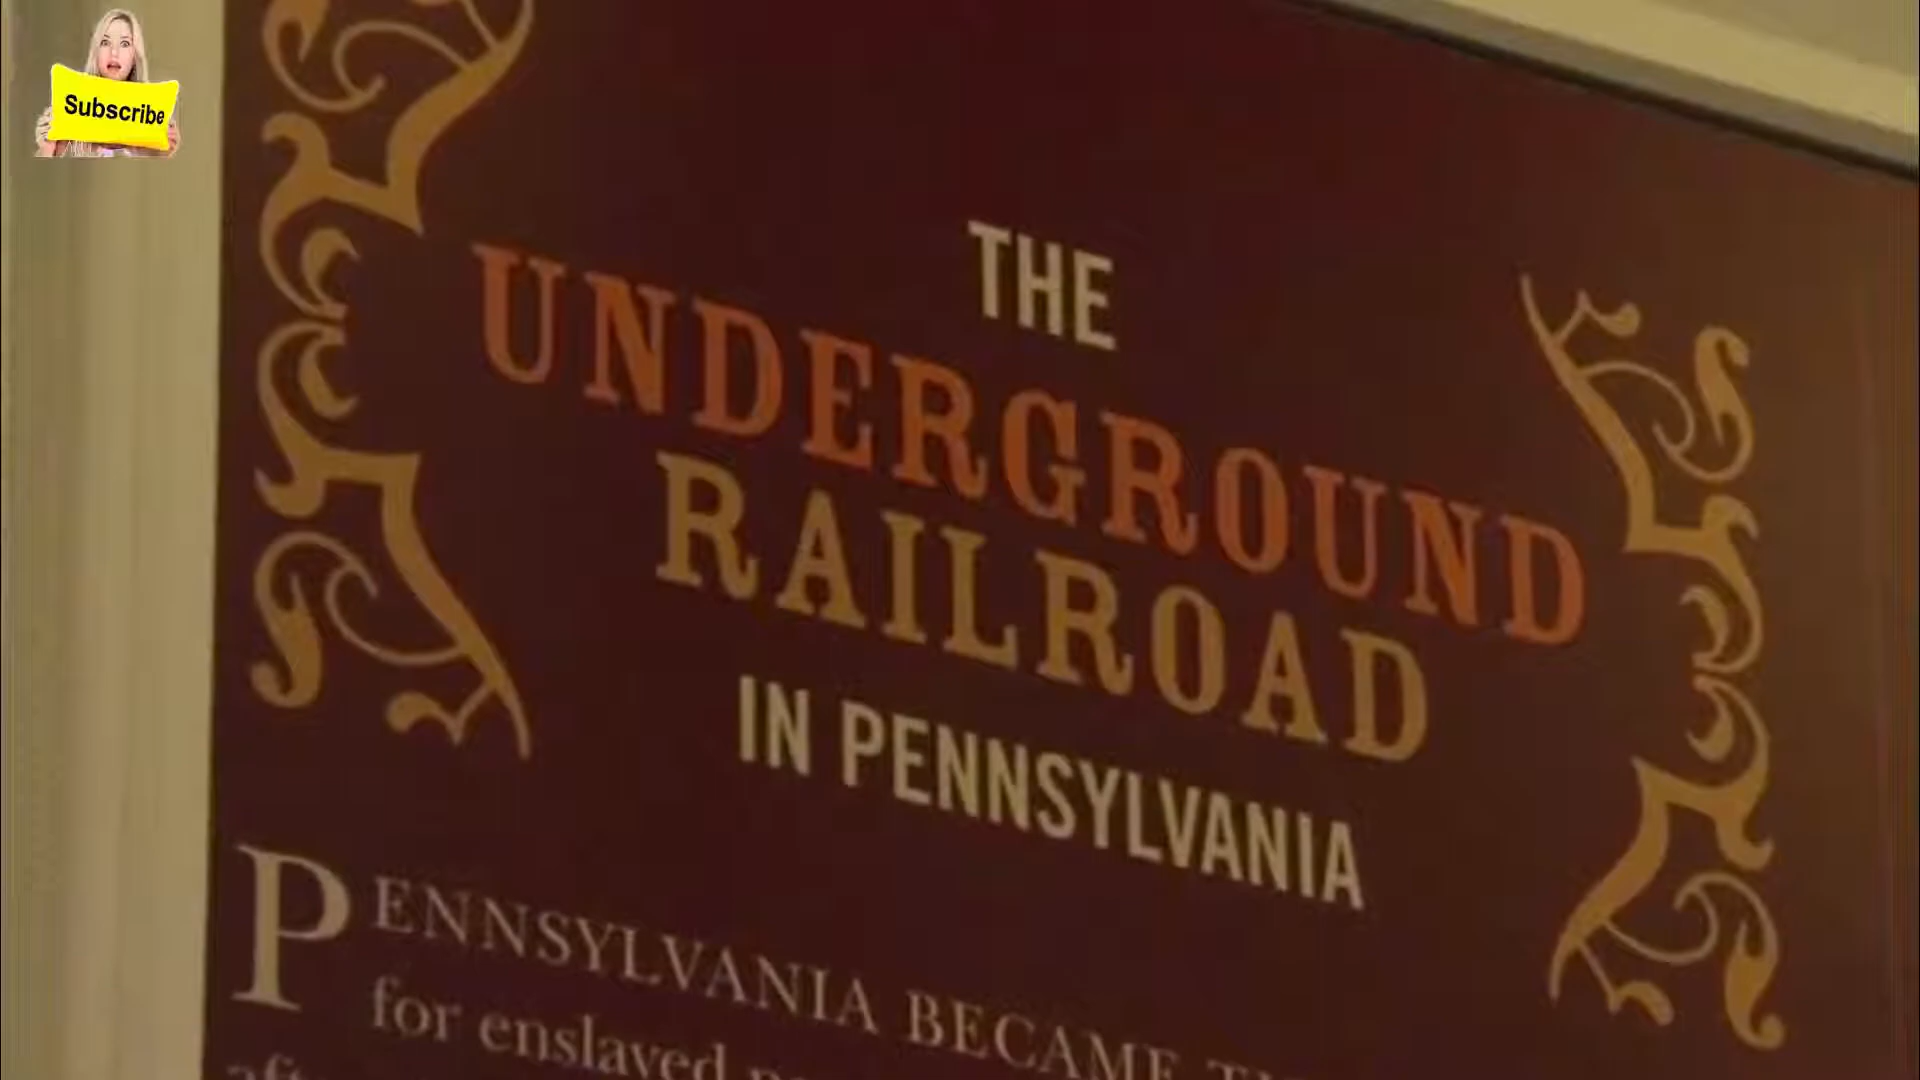 Subscribe
THE
UNDERGROUND
RAILROAD
IN PENNSYLVANIA
PENNSYLVANIA BECAME
for enslaved